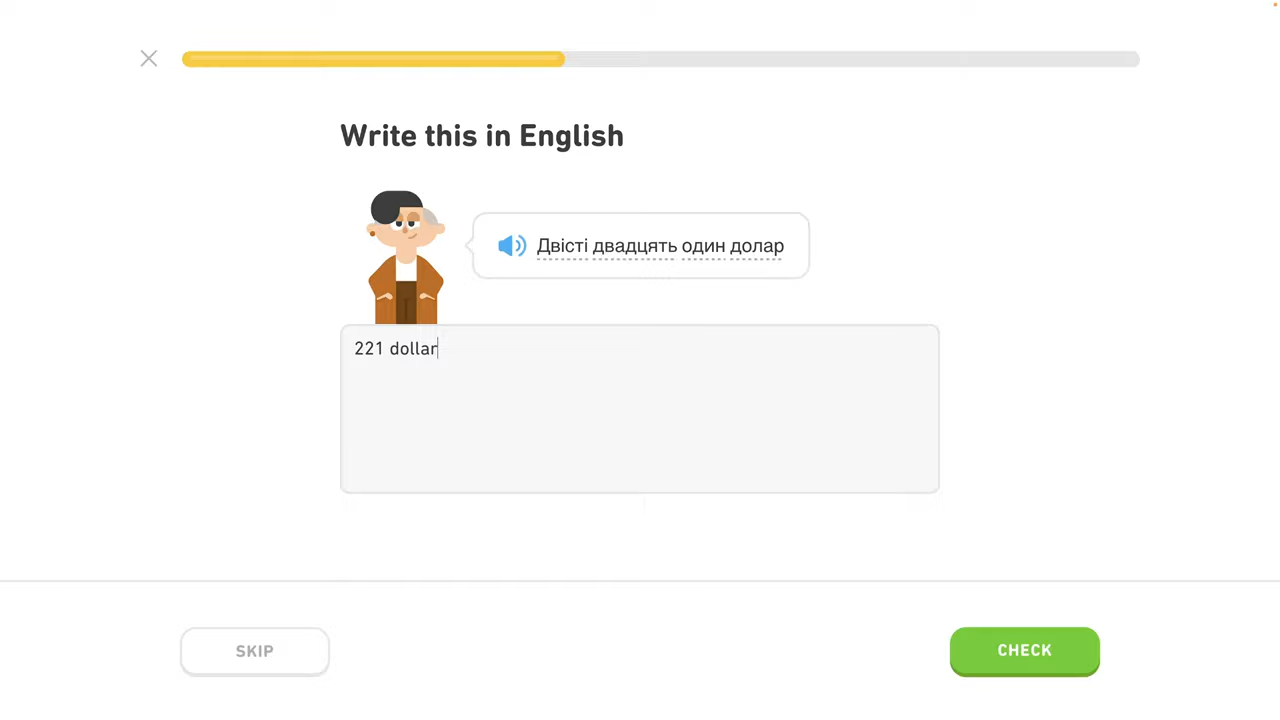 Write this in English
Двісті двадцять один долар
221 dollar
SKIP
CHECK